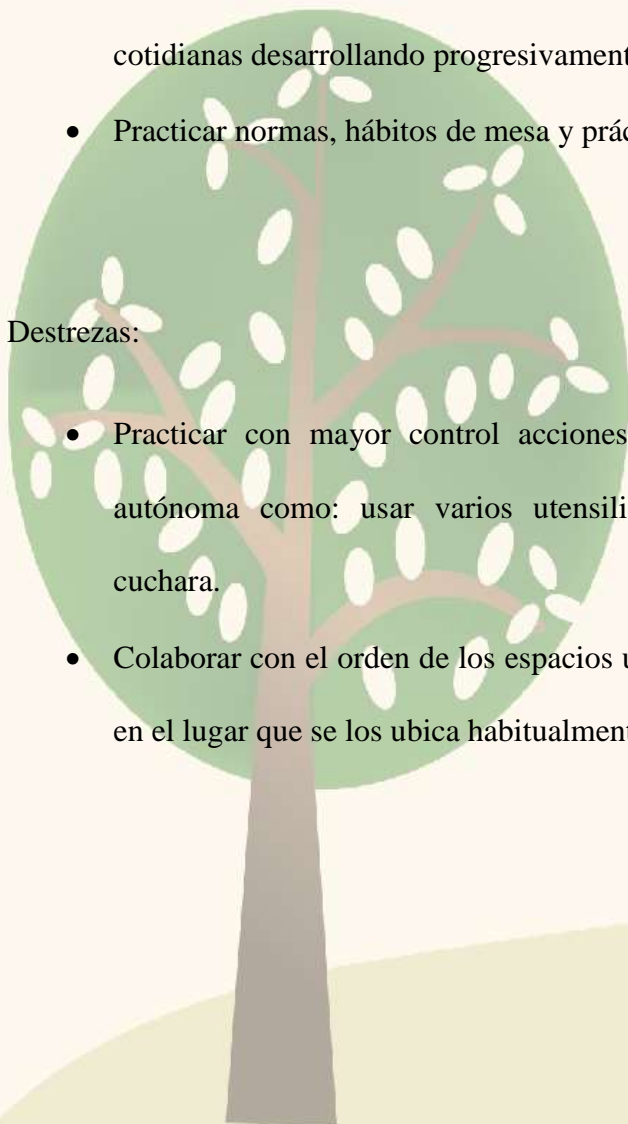 cotidianas desarrollando progresivament
• Practicar normas, hábitos de mesa y prác
Destrezas:
• Practicar con mayor control acciones
autónoma como: usar varios utensili
cuchara.
• Colaborar con el orden de los espacios u
en el lugar que se los ubica habitualment